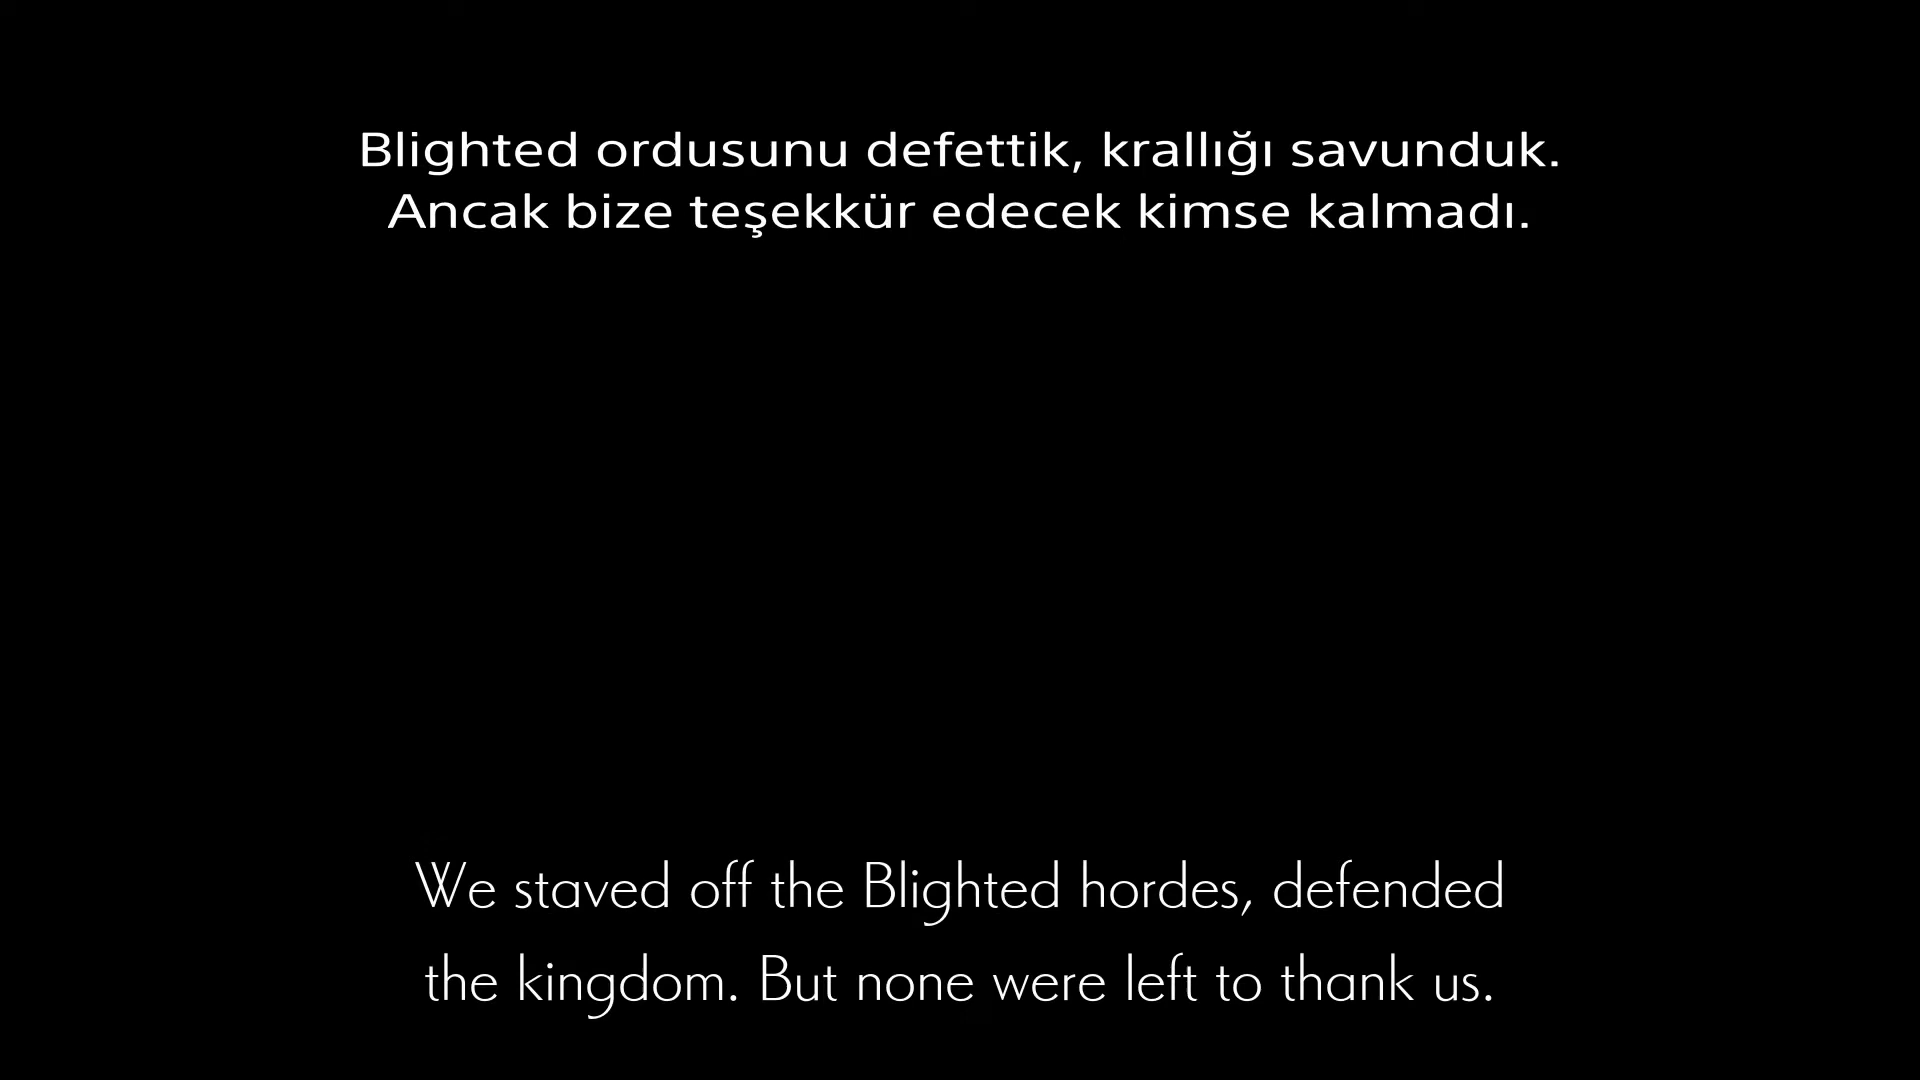 Blighted ordusunu defettik, krallığı savunduk.
Ancak bize teşekkür edecek kimse kalmadı.
We staved off the Blighted hordes, defended
the kingdom. But none were left to thank us.